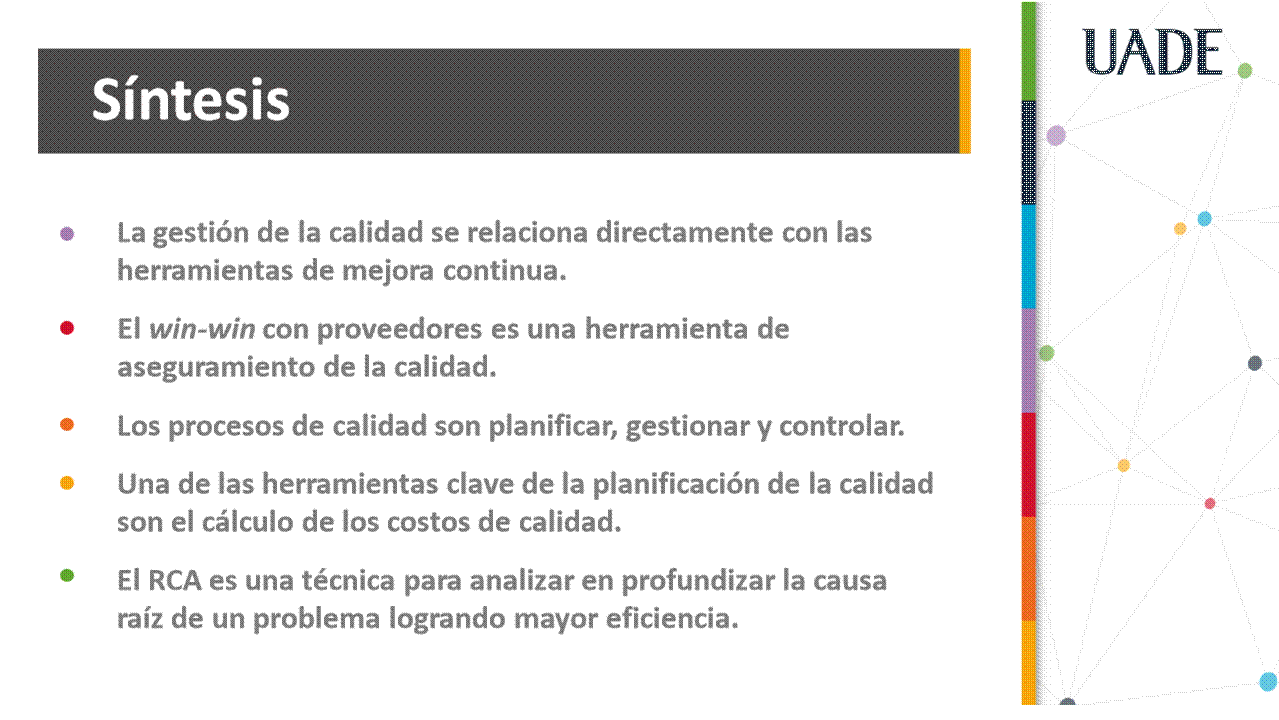 UADE
Síntesis
La gestión de la calidad se relaciona directamente con las
herramientas de mejora continua.
El win-win con proveedores es una herramienta de
aseguramiento de la calidad.
Los procesos de calidad son planificar, gestionar y controlar.
Una de las herramientas clave de la planificación de la calidad
son el cálculo de los costos de calidad.
El RCA es una técnica para analizar en profundizar la causa
raíz de un problema logrando mayor eficiencia.